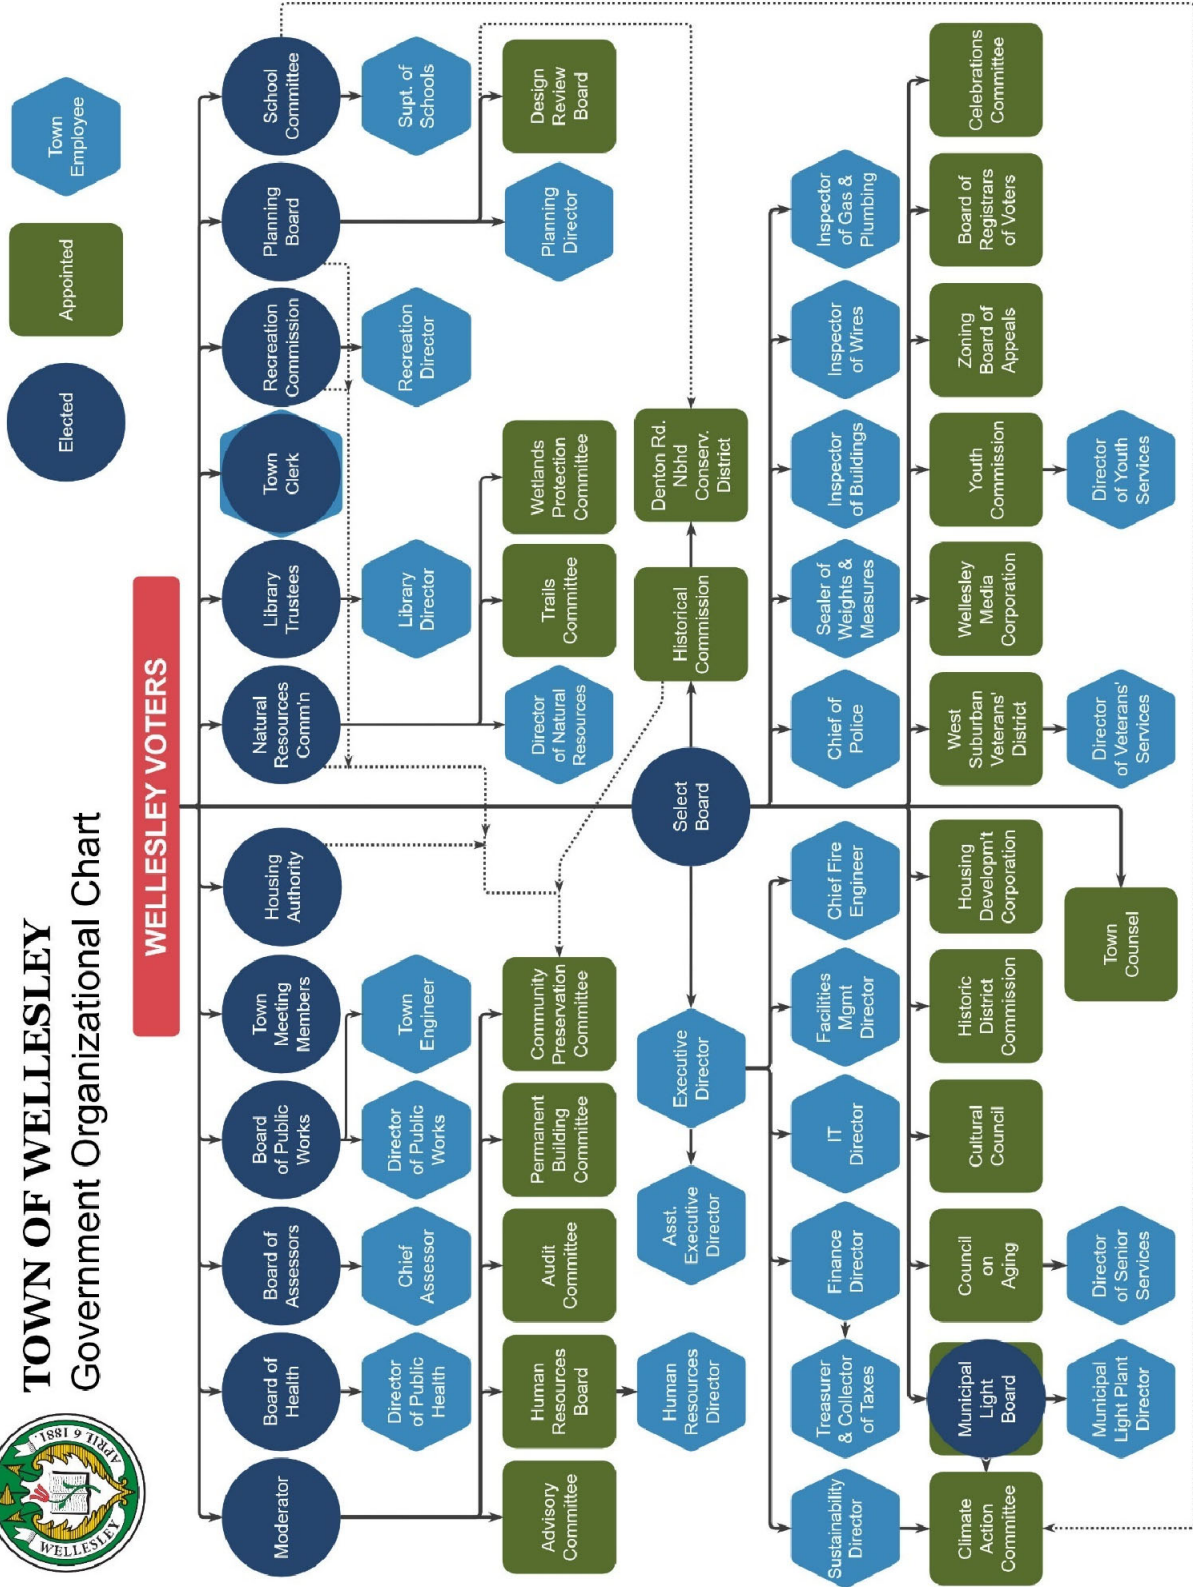 TOWN OF WELLESLEY
Government Organizational Chart
WELLESLEY
APRIL 6 1881.
Elected
Appointed
Town
Employee
WELLESLEY VOTERS
Moderator
Board of
Health
Board of
Assessors
Board
of Public
Works
Town
Meeting
Members
Housing
Authority
Natural
Resources
Comm'n
Library
Trustees
Town
Clerk
Recreation
Commission
Planning
Board
School
Committee
Director
of Public
Health
Chief
Assessor
Director
of Public
Works
Town
Engineer
Library
Director
Recreation
Director
Supt. of
Schools
Advisory
Committee
Human
Resources
Board
Audit
Committee
Permanent
Building
Committee
Community
Preservation
Committee
Director
of Natural
Resources
Trails
Committee
Wetlands
Protection
Committee
Planning
Director
Design
Review
Board
Human
Resources
Director
Asst.
Executive
Director
Executive
Director
Select
Board
Historical
Commission
Denton Rd.
Nbhd
Conserv.
District
Sustainability
Director
Treasurer
& Collector
of Taxes
Finance
Director
IT
Director
Facilities
Mgmt
Director
Chief Fire
Engineer
Chief of
Police
Sealer of
Weights &
Measures
Inspector
of Buildings
Inspector
of Wires
Inspector
of Gas &
Plumbing
Climate
Action
Committee
Municipal
Light
Board
Council
on
Aging
Cultural
Council
Historic
District
Commission
Housing
Developm't
Corporation
West
Suburban
Veterans'
District
Wellesley
Media
Corporation
Youth
Commission
Zoning
Board of
Appeals
Board of
Registrars
of Voters
Celebrations
Committee
Municipal
Light Plant
Director
Director
of Senior
Services
Town
Counsel
Director
of Veterans'
Services
Director
of Youth
Services